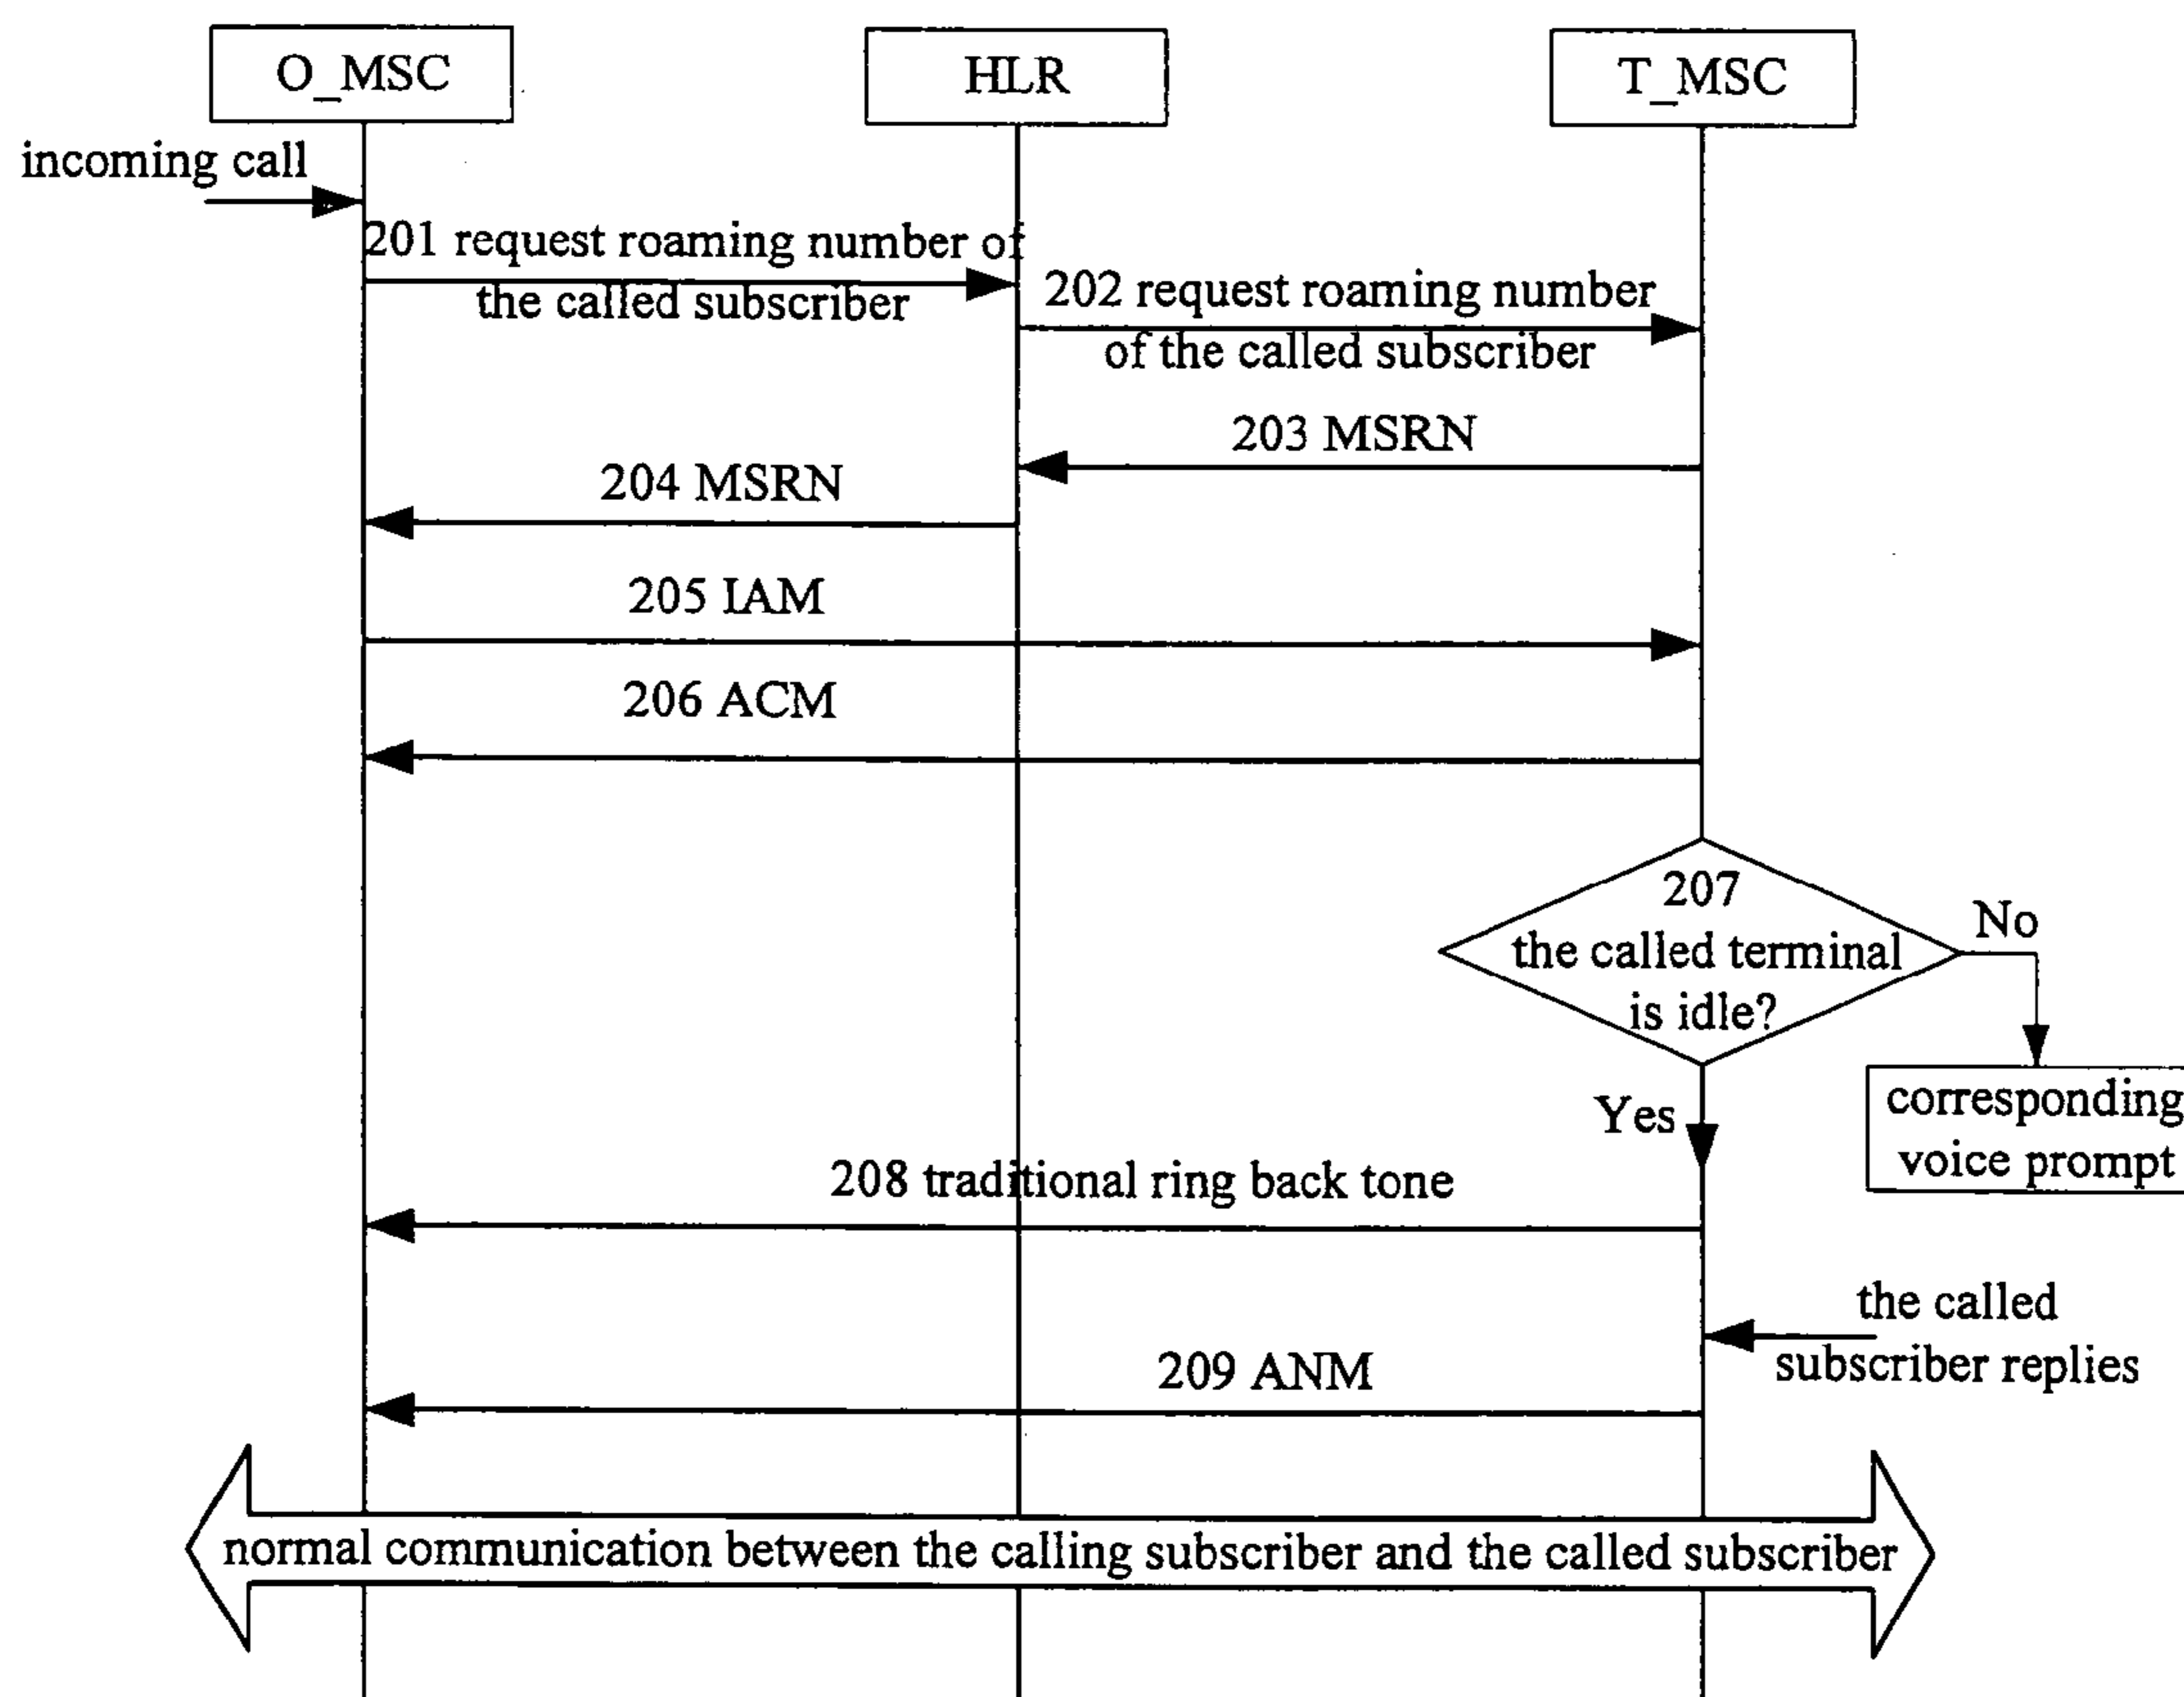 O_MSC
HLR
T_MSC
incoming call
201 request roaming number of
the called subscriber
202 request roaming number
of the called subscriber
203 MSRN
204 MSRN
205 IAM
206 ACM
207
the called terminal
is idle?
No
Yes
corresponding
voice prompt
208 traditional ring back tone
the called
subscriber replies
209 ANM
normal communication between the calling subscriber and the called subscriber